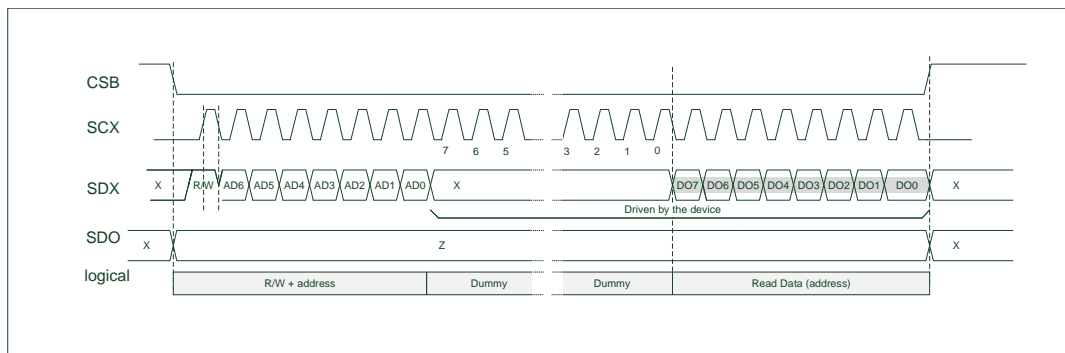 CSB
SCX
7 6 5 3 2 1 0
SDX X R/W AD6 AD5 AD4 AD3 AD2 AD1 AD0 X DO7 DO6 DO5 DO4 DO3 DO2 DO1 DO0 X
Driven by the device
SDO X Z X
logical R/W + address Dummy Dummy Read Data (address)